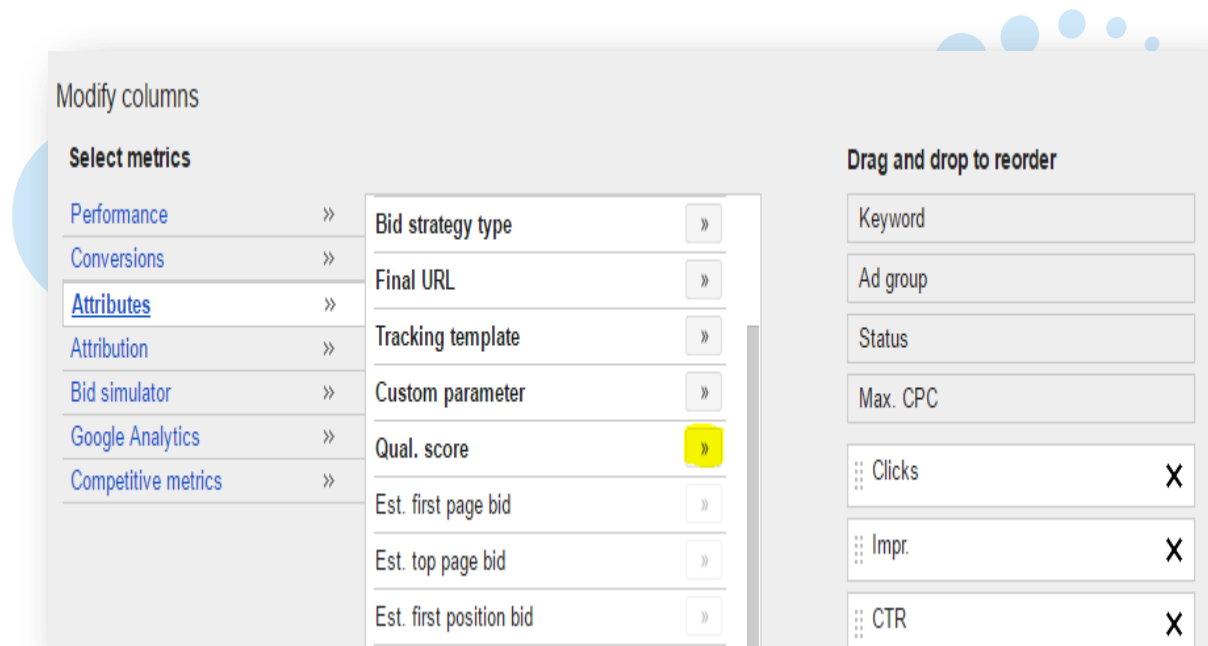 Modify columns
Select metrics
Performance »
Conversions »
Attributes »
Attribution »
Bid simulator »
Google Analytics »
Competitive metrics »
Bid strategy type »
Final URL »
Tracking template »
Custom parameter »
Qual. score »
Est. first page bid »
Est. top page bid »
Est. first position bid »
Drag and drop to reorder
Keyword
Ad group
Status
Max. CPC
Clicks
Impr.
CTR